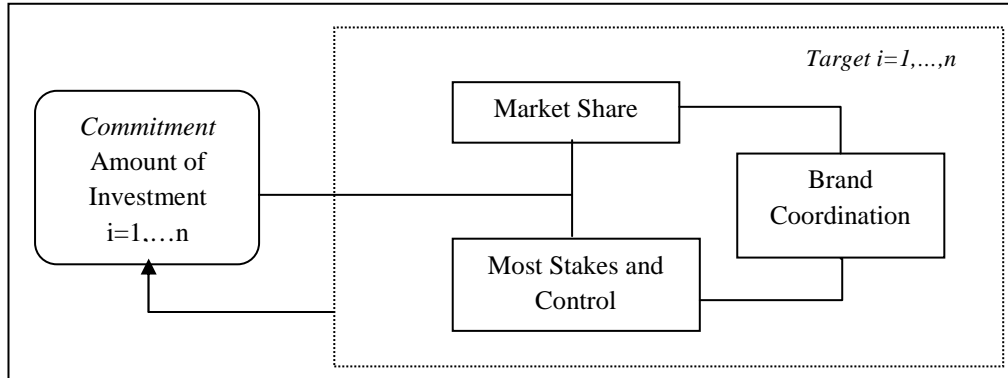 Target i=1,...,n
Market Share
Commitment
Amount of
Investment
i=1,...n
Brand
Coordination
Most Stakes and
Control